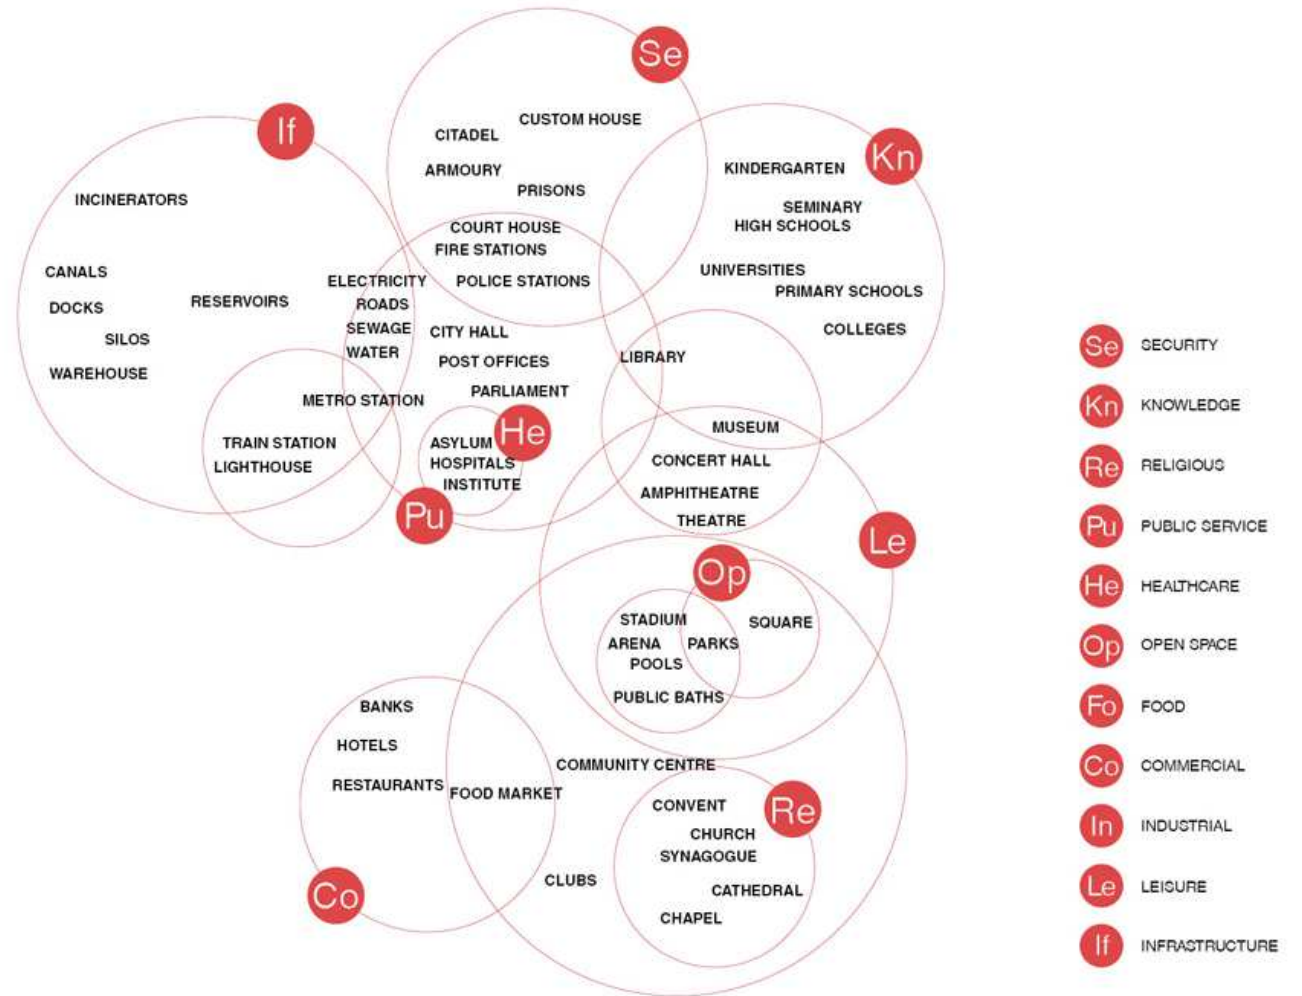 Se
CUSTOM HOUSE
CITADEL
ARMOURY
PRISONS
If
Kn
KINDERGARTEN
SEMINARY
HIGH SCHOOLS
UNIVERSITIES
PRIMARY SCHOOLS
COLLEGES
INCINERATORS
CANALS
DOCKS
RESERVOIRS
SILOS
WAREHOUSE
COURT HOUSE
FIRE STATIONS
POLICE STATIONS
ELECTRICITY
ROADS
SEWAGE
WATER
CITY HALL
POST OFFICES
PARLIAMENT
METRO STATION
TRAIN STATION
LIGHTHOUSE
He
ASYLUM
HOSPITALS
INSTITUTE
Pu
LIBRARY
MUSEUM
CONCERT HALL
AMPHITHEATRE
THEATRE
Le
Op
STADIUM
SQUARE
ARENA
PARKS
POOLS
PUBLIC BATHS
BANKS
HOTELS
RESTAURANTS
FOOD MARKET
COMMUNITY CENTRE
CONVENT
Re
CHURCH
SYNAGOGUE
CLUBS
CATHEDRAL
CHAPEL
Co
Se SECURITY
Kn KNOWLEDGE
Re RELIGIOUS
Pu PUBLIC SERVICE
He HEALTHCARE
Op OPEN SPACE
Fo FOOD
Co COMMERCIAL
In INDUSTRIAL
Le LEISURE
If INFRASTRUCTURE